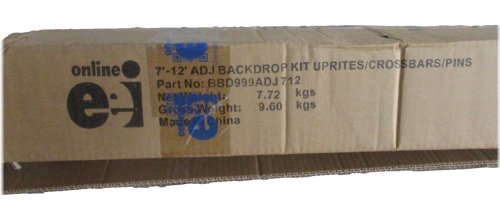 online
eei
7'-12' ADJ BACKDROP KIT UPRITES/CROSSBARS/PINS
Part No: BBD999ADJ712
Net Weight: 7.72 kgs
Gross Weight: 9.60 kgs
Made in China